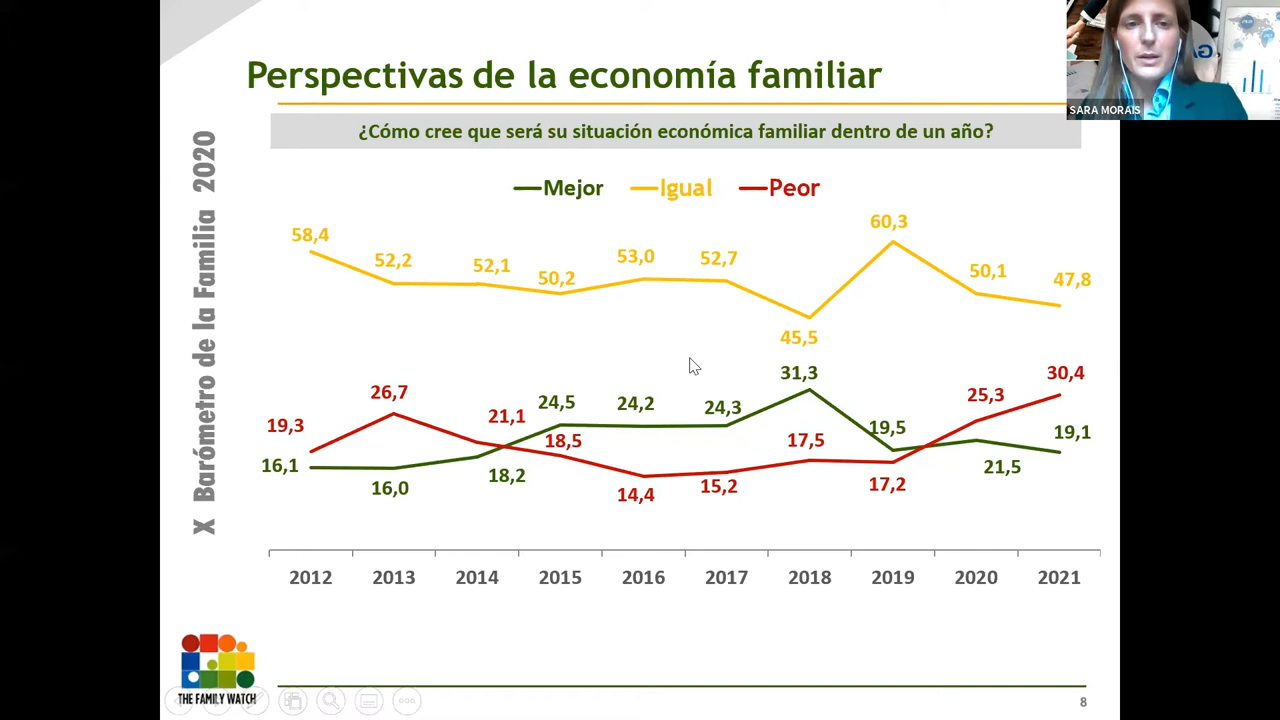 Perspectivas de la economía familiar
SARA MORAIS
¿Cómo cree que será su situación económica familiar dentro de un año?
X Barómetro de la Familia 2020
Mejor Igual Peor
58,4 52,2 52,1 50,2 53,0 52,7 45,5 60,3 50,1 47,8
19,3 26,7 21,1 18,5 14,4 15,2 17,5 17,2 25,3 30,4
16,1 16,0 18,2 24,5 24,2 24,3 31,3 19,5 21,5 19,1
2012 2013 2014 2015 2016 2017 2018 2019 2020 2021
THE FAMILY WATCH
8